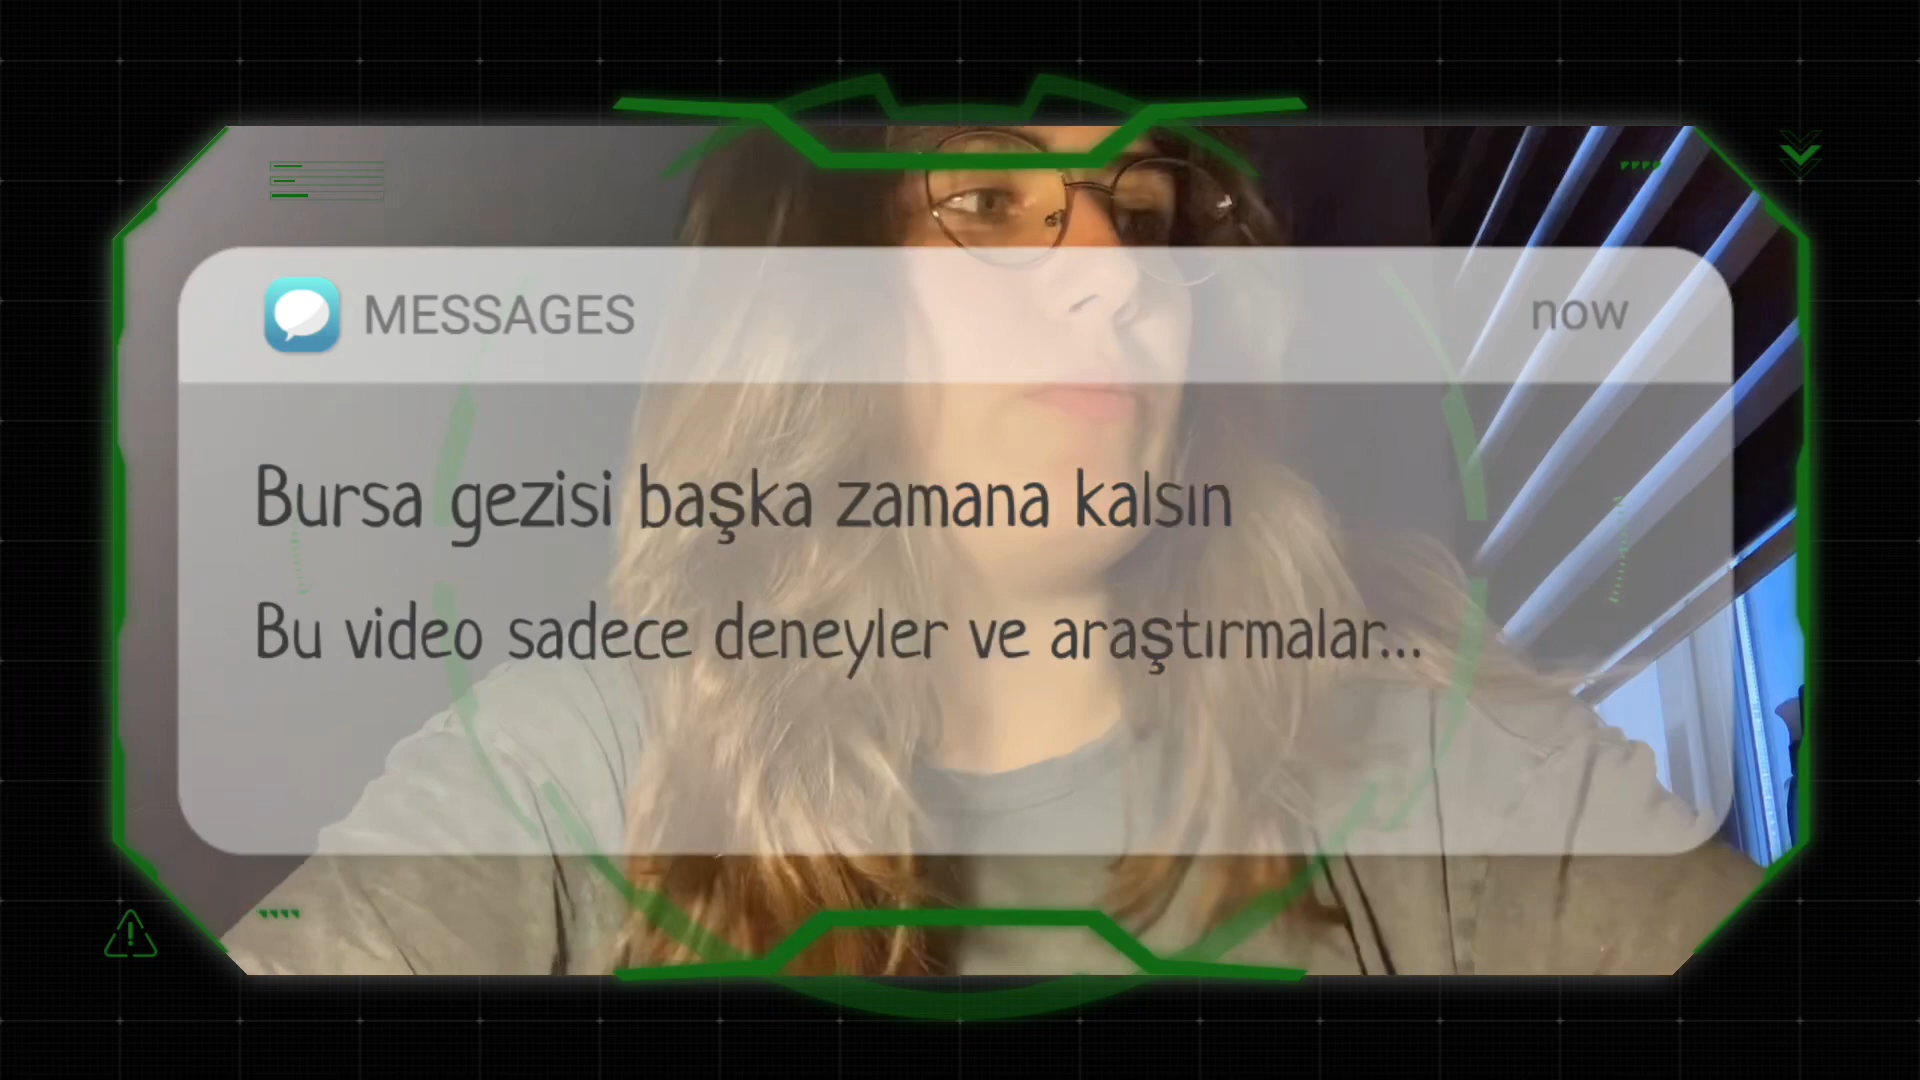 MESSAGES now
Bursa gezisi başka zamana kalsın
Bu video sadece deneyler ve araştırmalar...